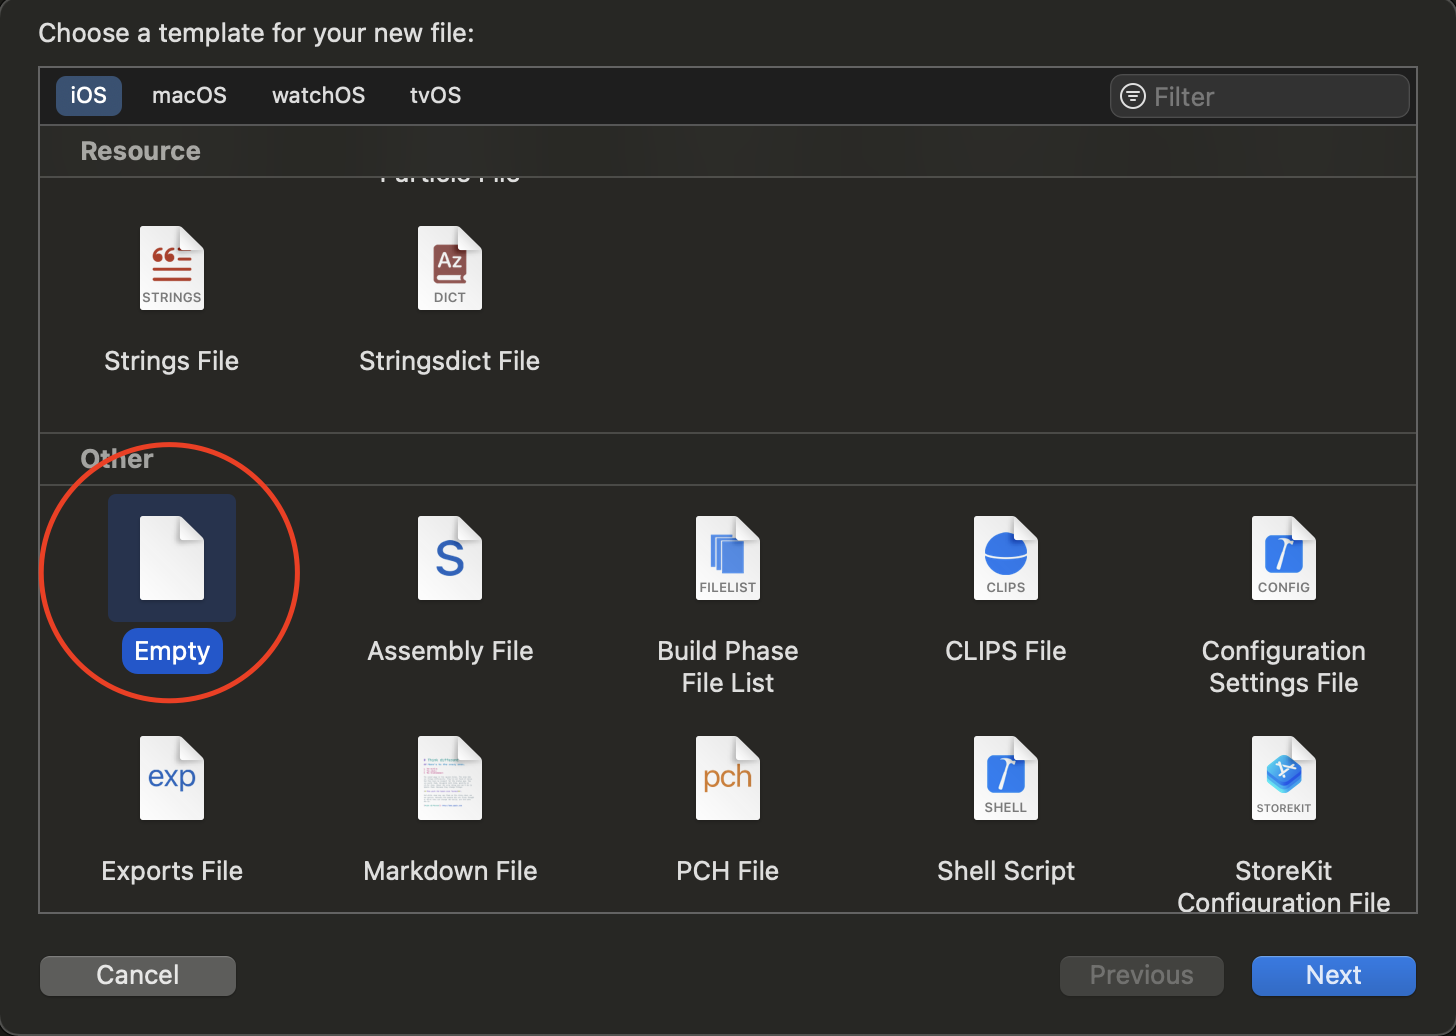 Choose a template for your new file:
iOS macOS watchOS tvOS Filter
Resource
Particle File
STRINGS Az DICT
Strings File Stringsdict File
Other
S FILELIST CLIPS CONFIG
Empty Assembly File Build Phase File List CLIPS File Configuration Settings File
exp pch SHELL STOREKIT
Exports File Markdown File PCH File Shell Script StoreKit Configuration File
Cancel Previous Next